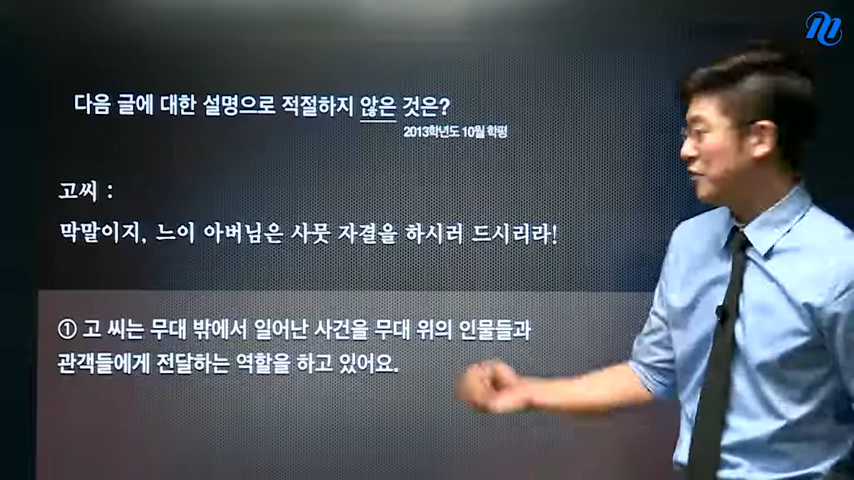 다음 글에 대한 설명으로 적절하지 않은 것은?
2013학년도 10월 학평
고씨 :
막말이지, 느이 아버님은 사뭇 자결을 하시러 드시리라!
① 고 씨는 무대 밖에서 일어난 사건을 무대 위의 인물들과
관객들에게 전달하는 역할을 하고 있어요.